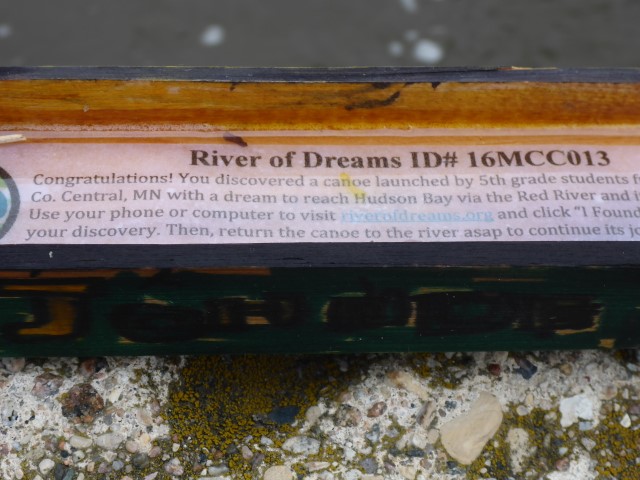 River of Dreams ID# 16MCC013
Congratulations! You discovered a canoe launched by 5th grade students
Co. Central, MN with a dream to reach Hudson Bay via the Red River and
Use your phone or computer to visit riverofdreams.org and click "I Foun
your discovery. Then, return the canoe to the river asap to continue its